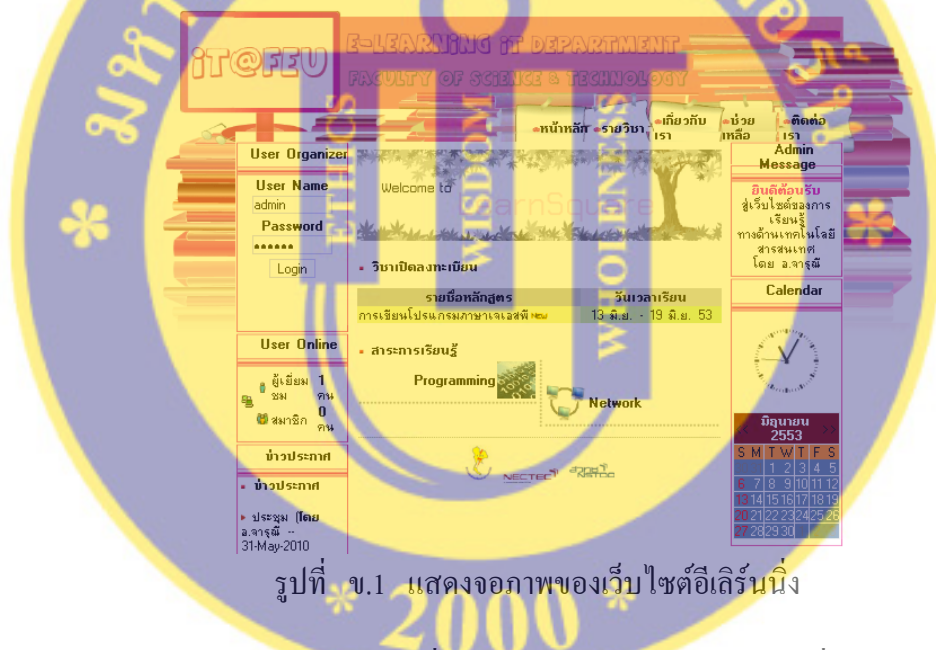 iT@FEU
E-LEARNiNG iT DEPARTMENT
FACULTY OF SCIENCE & TECHNOLOGY
หน้าหลัก รายวิชา เกี่ยวกับเรา ช่วยเหลือ ติดต่อเรา
User Organizer
User Name
admin
Password
••••••
Login
User Online
ผู้เยี่ยมชม 1 คน
สมาชิก 0 คน
ข่าวประกาศ
ข่าวประกาศ
ประชุม (โดย
อ.จารุณี --
31-May-2010
Welcome to
LearnSquare
วิชาเปิดลงทะเบียน
รายชื่อหลักสูตร วันเวลาเรียน
การเขียนโปรแกรมภาษาเจเอสพี New 13 มิ.ย. - 19 มิ.ย. 53
สาระการเรียนรู้
Programming
Network
NECTEC
สวทช
NSTDA
Admin
Message
ยินดีต้อนรับ
สู่เว็บไซต์ของการ
เรียนรู้
ทางด้านเทคโนโลยี
สารสนเทศ
โดย อ.จารุณี
Calendar
<< มิถุนายน >>
2553
S M T W T F S
1 2 3 4 5
6 7 8 9 10 11 12
13 14 15 16 17 18 19
20 21 22 23 24 25 26
27 28 29 30
ETHICS
WISDOM
WHOLENESS
รูปที่ ข.1 แสดงจอภาพของเว็บไซต์อีเลิร์นนิ่ง
* 2000 *